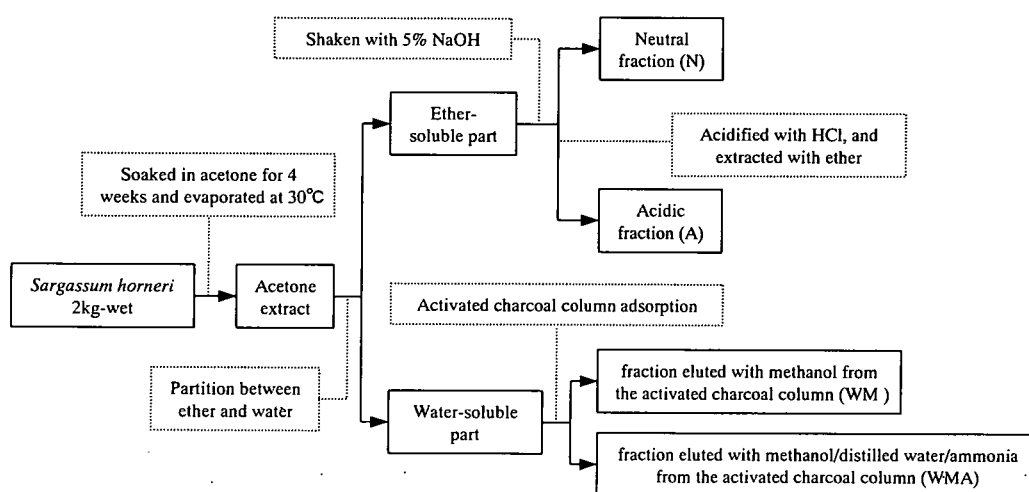 Shaken with 5% NaOH
Neutral
fraction (N)
Ether-
soluble part
Acidified with HCl, and
extracted with ether
Soaked in acetone for 4
weeks and evaporated at 30℃
Acidic
fraction (A)
Sargassum horneri
2kg-wet
Acetone
extract
Activated charcoal column adsorption
Partition between
ether and water
fraction eluted with methanol from
the activated charcoal column (WM )
Water-soluble
part
fraction eluted with methanol/distilled water/ammonia
from the activated charcoal column (WMA)